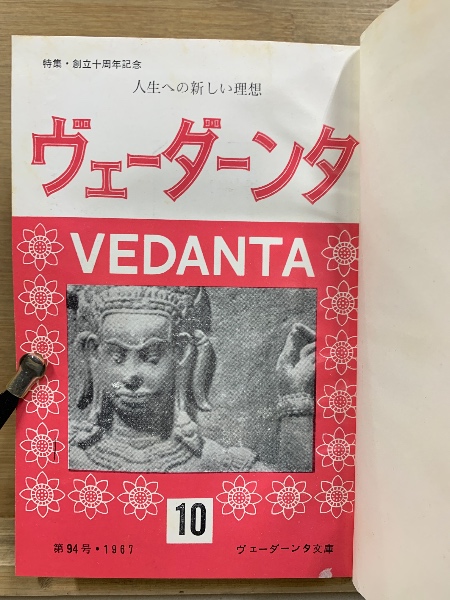 特集・創立十周年記念
人生への新しい理想
ヴェーダーンタ
VEDANTA
10
第94号・1967
ヴェーダーンタ文庫